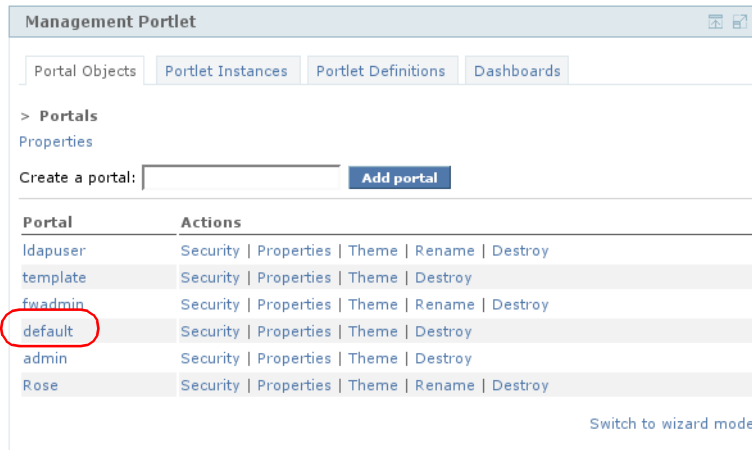 Management Portlet
Portal Objects Portlet Instances Portlet Definitions Dashboards
> Portals
Properties
Create a portal: Add portal
Portal Actions
ldapuser Security | Properties | Theme | Rename | Destroy
template Security | Properties | Theme | Destroy
fwadmin Security | Properties | Theme | Rename | Destroy
default Security | Properties | Theme | Destroy
admin Security | Properties | Theme | Destroy
Rose Security | Properties | Theme | Rename | Destroy
Switch to wizard mode